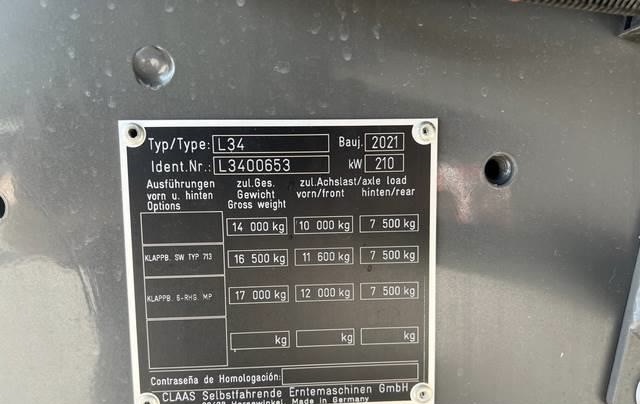 Typ/Type: L34 Bauj. 2021
Ident.Nr.: L3400653 kW 210
Ausführungen zul.Ges. zul.Achslast/axle load
vorn u. hinten Gewicht vorn/front hinten/rear
Options Gross weight
14 000 kg 10 000 kg 7 500 kg
KLAPPB. SW TYP 713 16 500 kg 11 600 kg 7 500 kg
KLAPPB. 6-RHG. MP 17 000 kg 12 000 kg 7 500 kg
kg kg kg
Contraseña de Homologación:
CLAAS Selbstfahrende Erntemaschinen GmbH
Harsewinkel, Made in Germany